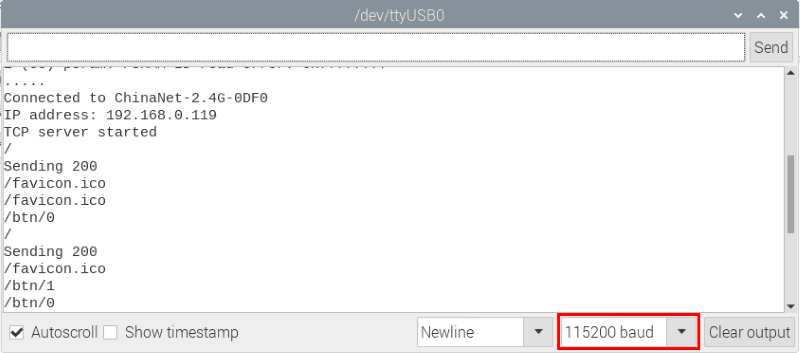 /dev/ttyUSB0
Send
.....
Connected to ChinaNet-2.4G-0DF0
IP address: 192.168.0.119
TCP server started
/
Sending 200
/favicon.ico
/favicon.ico
/btn/0
/
Sending 200
/favicon.ico
/btn/1
/btn/0
Autoscroll Show timestamp Newline 115200 baud Clear output